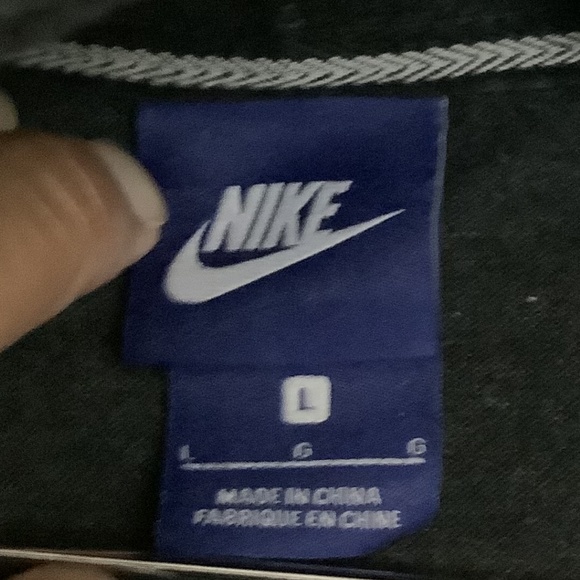 NIKE
L
L G G
MADE IN CHINA
FABRIQUE EN CHINE